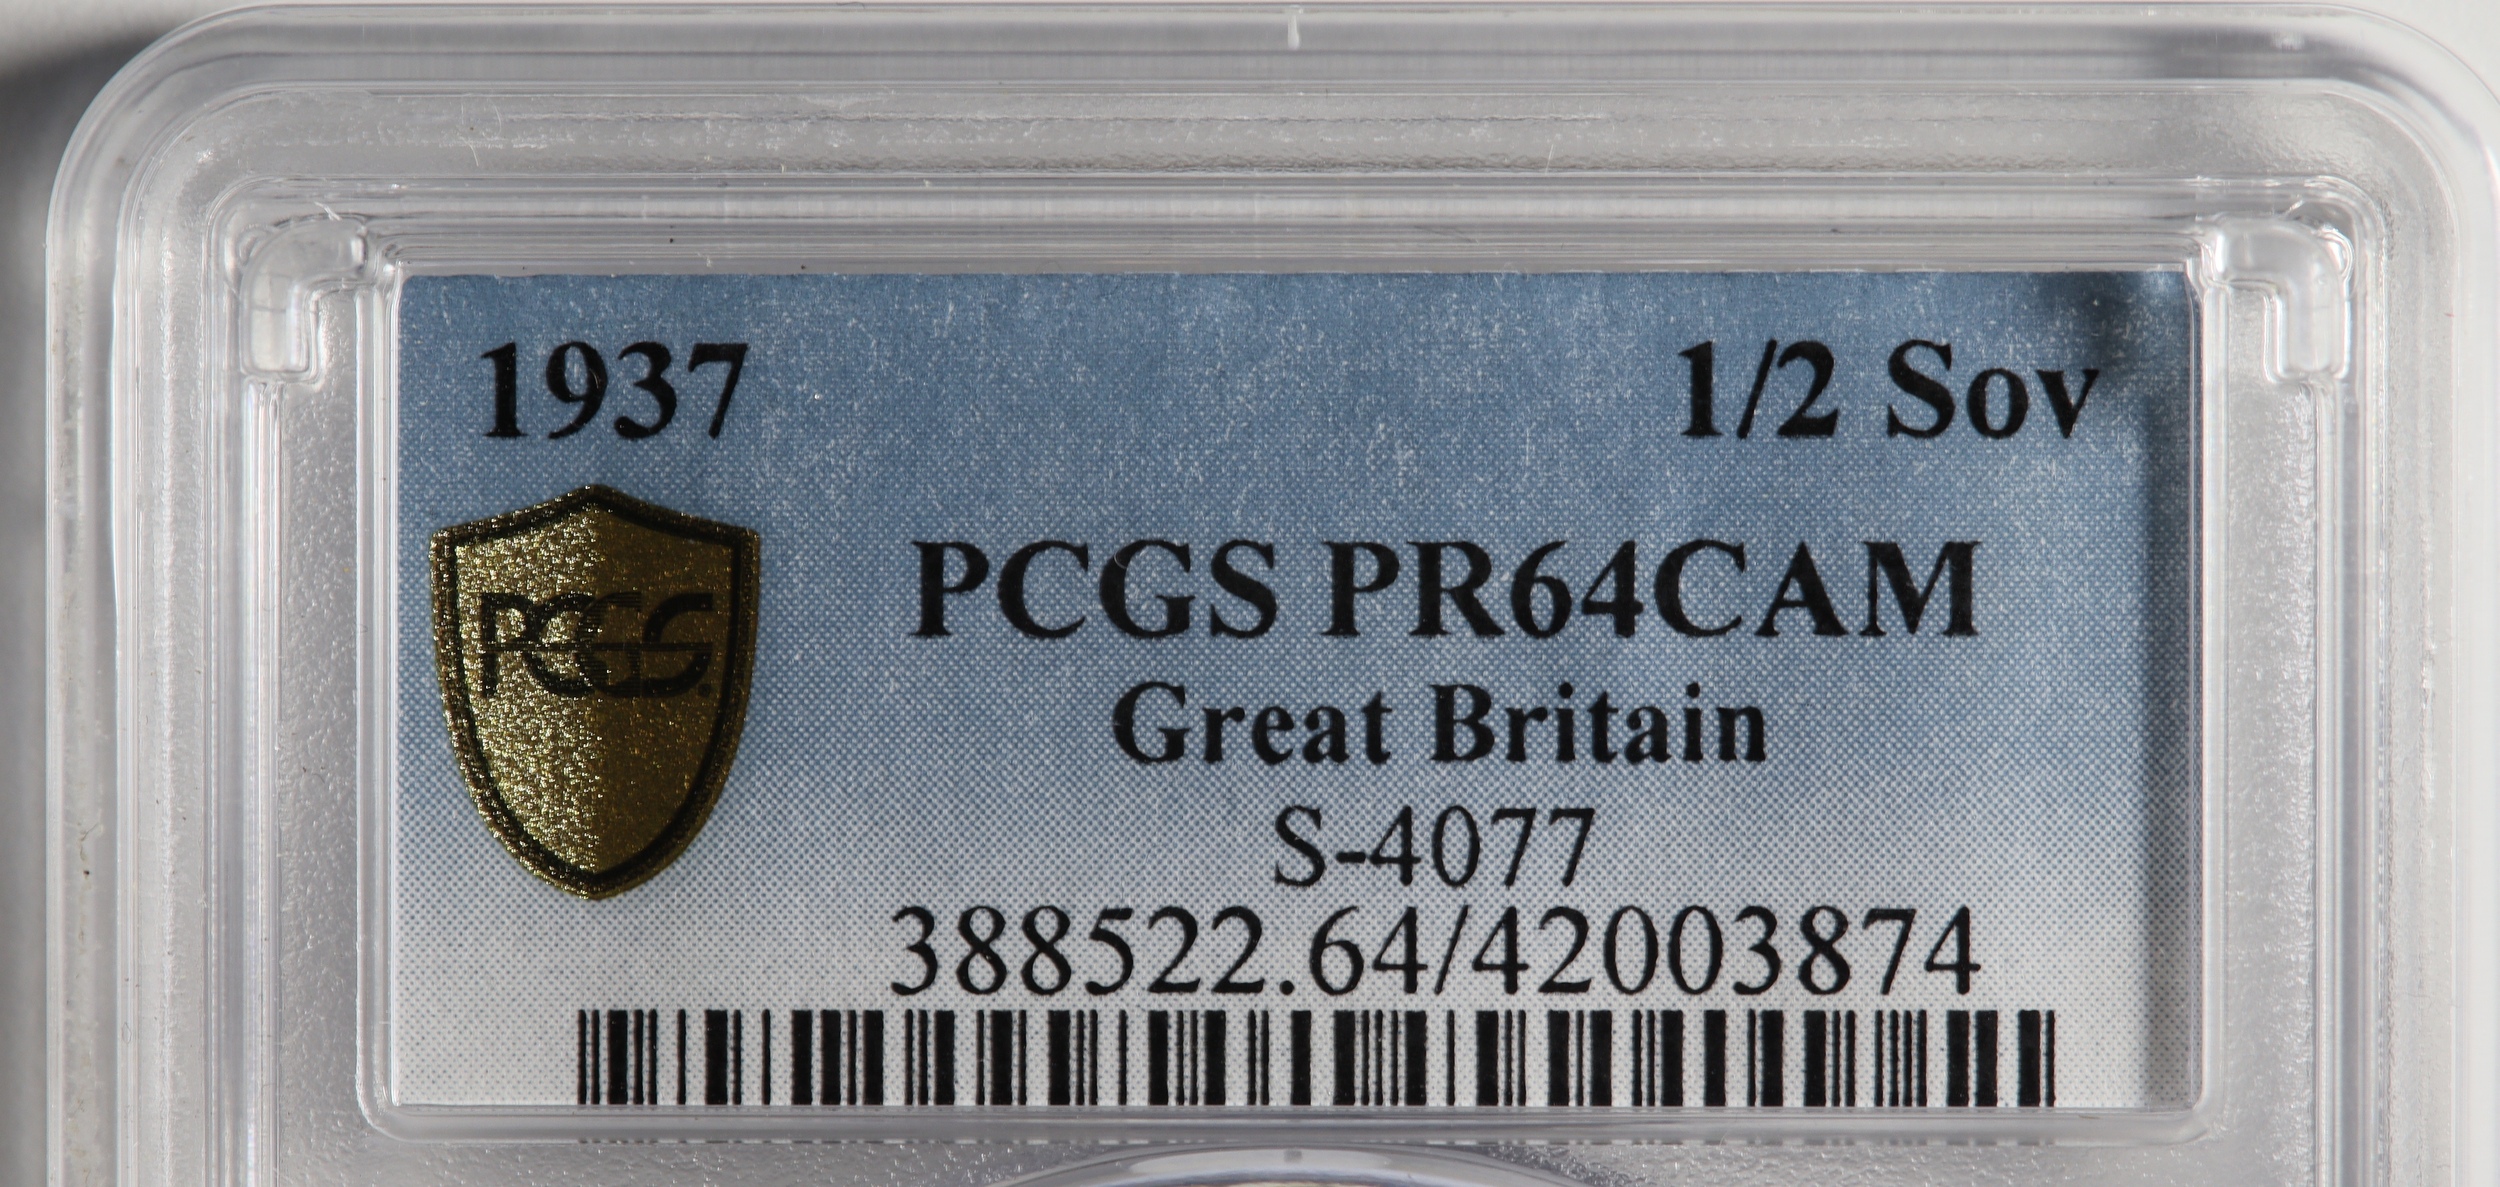 1937 1/2 Sov
PCGS
PCGS PR64CAM
Great Britain
S-4077
388522.64/42003874